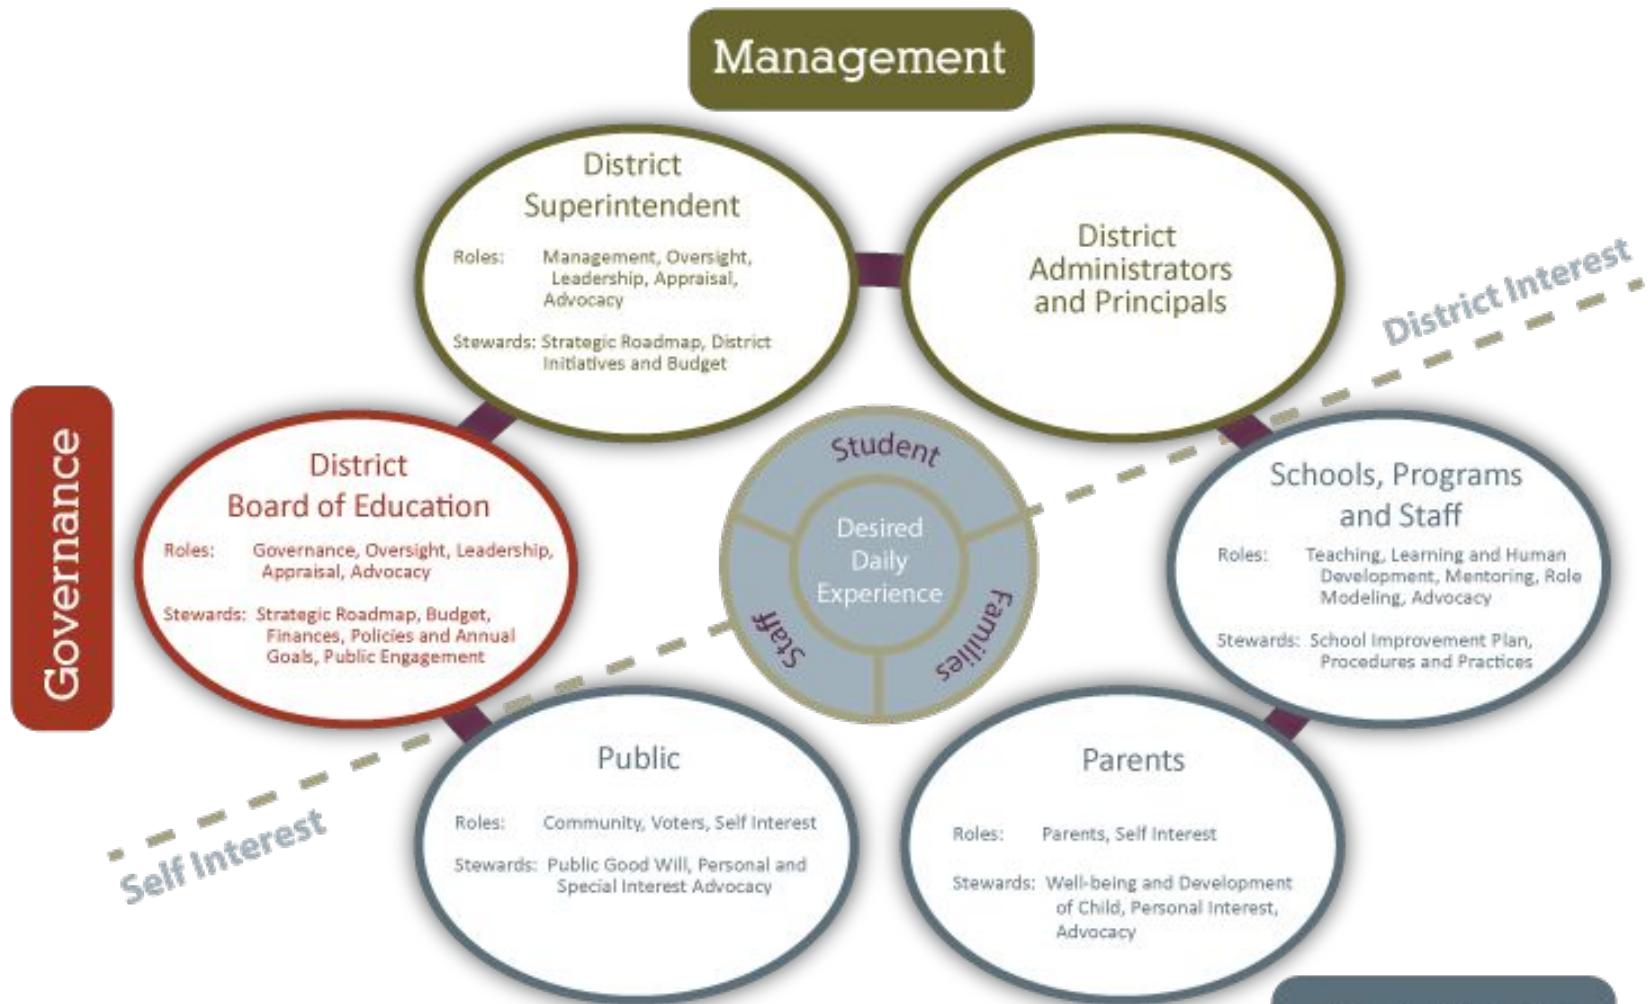 Management
District
Superintendent
Roles: Management, Oversight,
Leadership, Appraisal,
Advocacy
Stewards: Strategic Roadmap, District
Initiatives and Budget
District
Administrators
and Principals
District Interest
Governance
District
Board of Education
Roles: Governance, Oversight, Leadership,
Appraisal, Advocacy
Stewards: Strategic Roadmap, Budget,
Finances, Policies and Annual
Goals, Public Engagement
Student
Desired
Daily
Experience
Staff
Families
Schools, Programs
and Staff
Roles: Teaching, Learning and Human
Development, Mentoring, Role
Modeling, Advocacy
Stewards: School Improvement Plan,
Procedures and Practices
Self Interest
Public
Roles: Community, Voters, Self Interest
Stewards: Public Good Will, Personal and
Special Interest Advocacy
Parents
Roles: Parents, Self Interest
Stewards: Well-being and Development
of Child, Personal Interest,
Advocacy